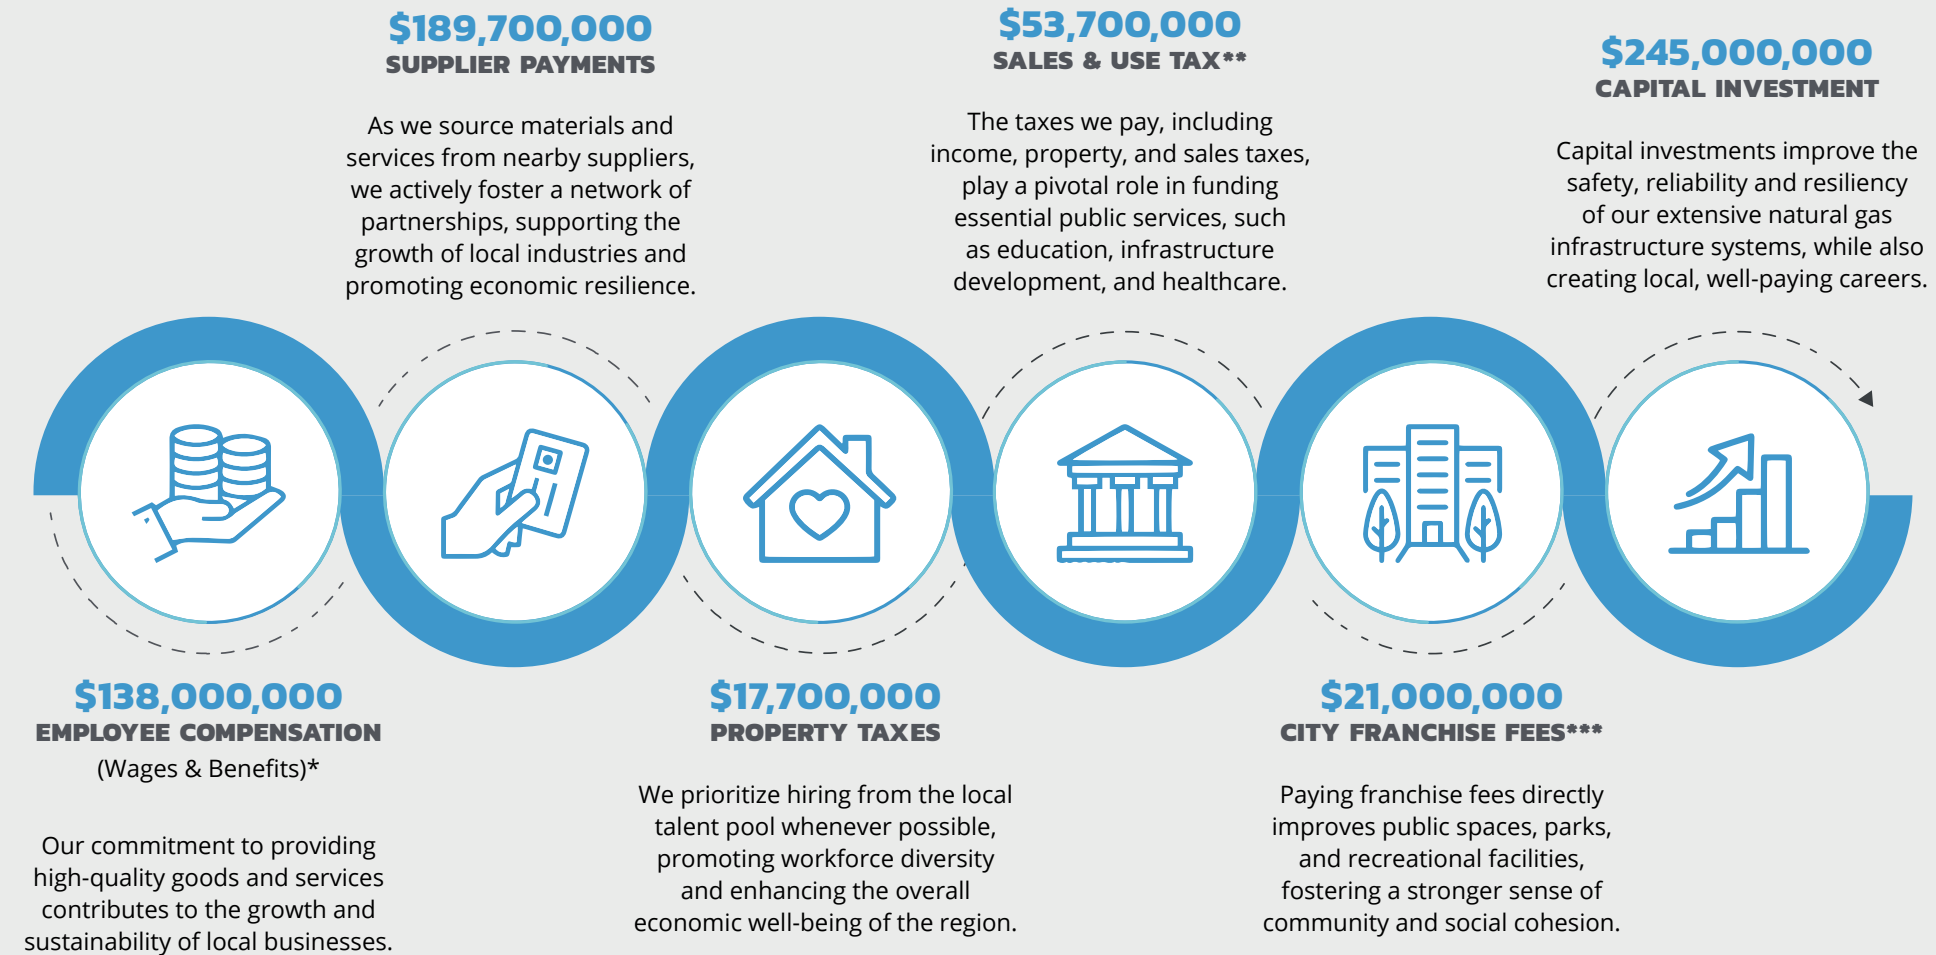 $189,700,000
SUPPLIER PAYMENTS
As we source materials and
services from nearby suppliers,
we actively foster a network of
partnerships, supporting the
growth of local industries and
promoting economic resilience.
$53,700,000
SALES & USE TAX**
The taxes we pay, including
income, property, and sales taxes,
play a pivotal role in funding
essential public services, such
as education, infrastructure
development, and healthcare.
$245,000,000
CAPITAL INVESTMENT
Capital investments improve the
safety, reliability and resiliency
of our extensive natural gas
infrastructure systems, while also
creating local, well-paying careers.
$138,000,000
EMPLOYEE COMPENSATION
(Wages & Benefits)*
Our commitment to providing
high-quality goods and services
contributes to the growth and
sustainability of local businesses.
$17,700,000
PROPERTY TAXES
We prioritize hiring from the local
talent pool whenever possible,
promoting workforce diversity
and enhancing the overall
economic well-being of the region.
$21,000,000
CITY FRANCHISE FEES***
Paying franchise fees directly
improves public spaces, parks,
and recreational facilities,
fostering a stronger sense of
community and social cohesion.